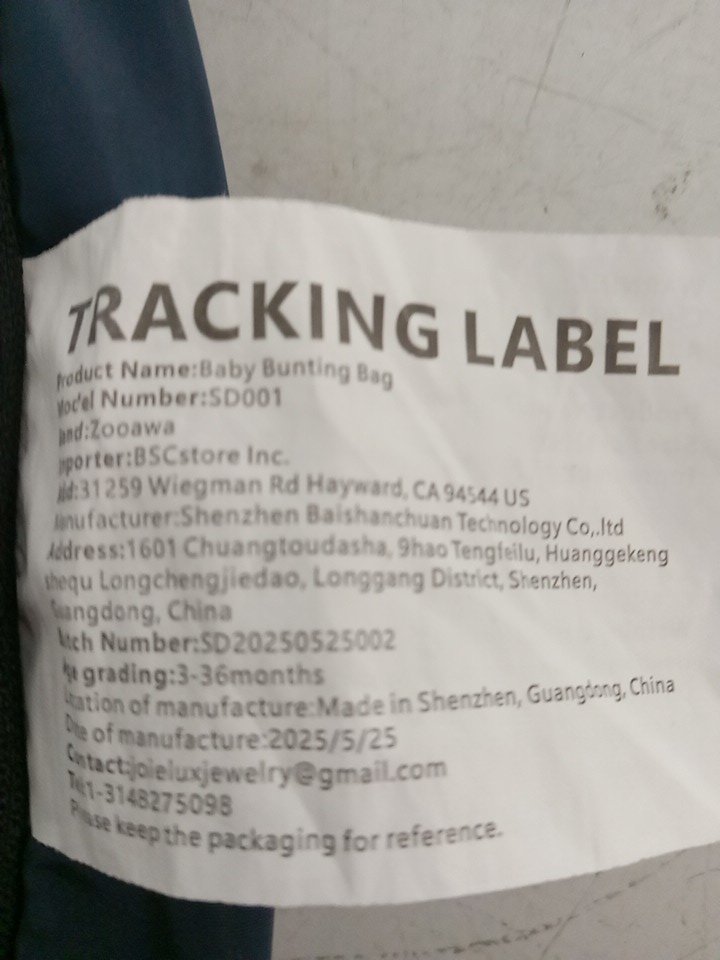 TRACKING LABEL
Product Name:Baby Bunting Bag
Model Number:SD001
and:Zooawa
porter:BSCstore Inc.
Add:31259 Wiegman Rd Hayward, CA 94544 US
Manufacturer:Shenzhen Baishanchuan Technology Co,.ltd
Address:1601 Chuangtoudasha, 9hao Tengfeilu, Huanggekeng
shequ Longchengjiedao, Longgang District, Shenzhen,
Guangdong, China
Batch Number:SD20250525002
Age grading:3-36months
Location of manufacture:Made in Shenzhen, Guangdong, China
Date of manufacture:2025/5/25
Contact:joieluxjewelry@gmail.com
Tel:1-3148275098
Please keep the packaging for reference.